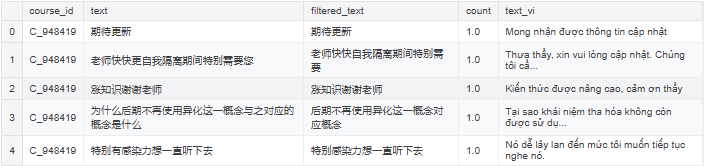 course_id text filtered_text count text_vi
0 C_948419 期待更新 期待更新 1.0 Mong nhận được thông tin cập nhật
1 C_948419 老师快快更自我隔离期间特别需要您 老师快快自我隔离期间特别需要 1.0 Thưa thầy, xin vui lòng cập nhật. Chúng tôi cầ...
2 C_948419 涨知识谢谢老师 涨知识谢谢老师 1.0 Kiến thức được nâng cao, cảm ơn thầy
3 C_948419 为什么后期不再使用异化这一概念与之对应的概念是什么 后期不再使用异化这一概念对应概念 1.0 Tại sao khái niệm tha hóa không còn được sử dụ...
4 C_948419 特别有感染力想一直听下去 特别有感染力想一直听下去 1.0 Nó dễ lây lan đến mức tôi muốn tiếp tục nghe nó.